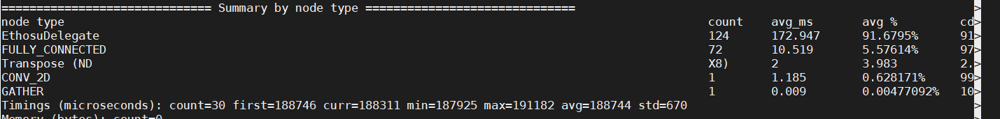 ============================== Summary by node type ============================== >
node type count avg_ms avg % cd>
EthosuDelegate 124 172.947 91.6795% 91>
FULLY_CONNECTED 72 10.519 5.57614% 97>
Transpose (ND X8) 2 3.983 2.>
CONV_2D 1 1.185 0.628171% 99>
GATHER 1 0.009 0.00477092% 10>
Timings (microseconds): count=30 first=188746 curr=188311 min=187925 max=191182 avg=188744 std=670 >
Memory (bytes): count=0 >